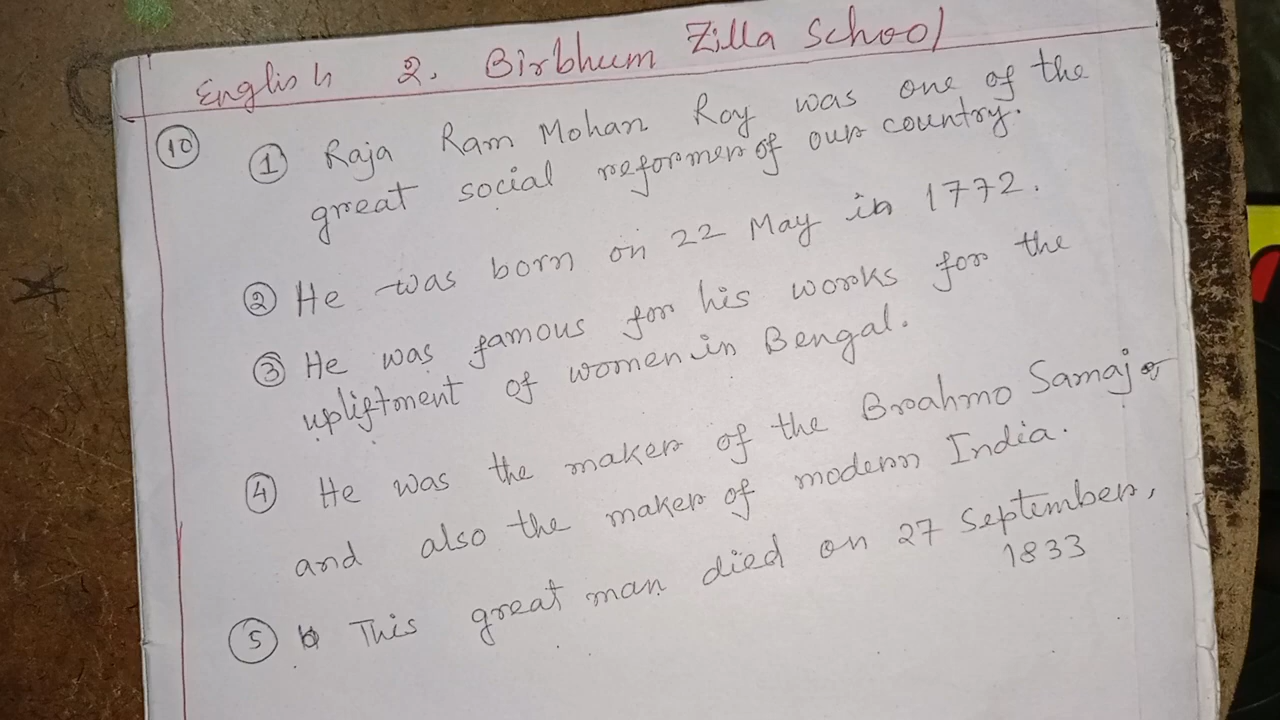 English 2. Birbhum Zilla School
10 1 Raja Ram Mohan Roy was one of the
great social reformer of our country.
2 He was born on 22 May in 1772.
3 He was famous for his works for the
upliftment of women in Bengal.
4 He was the maker of the Brahmo Samaj
and also the maker of modern India.
5 This great man died on 27 September,
1833